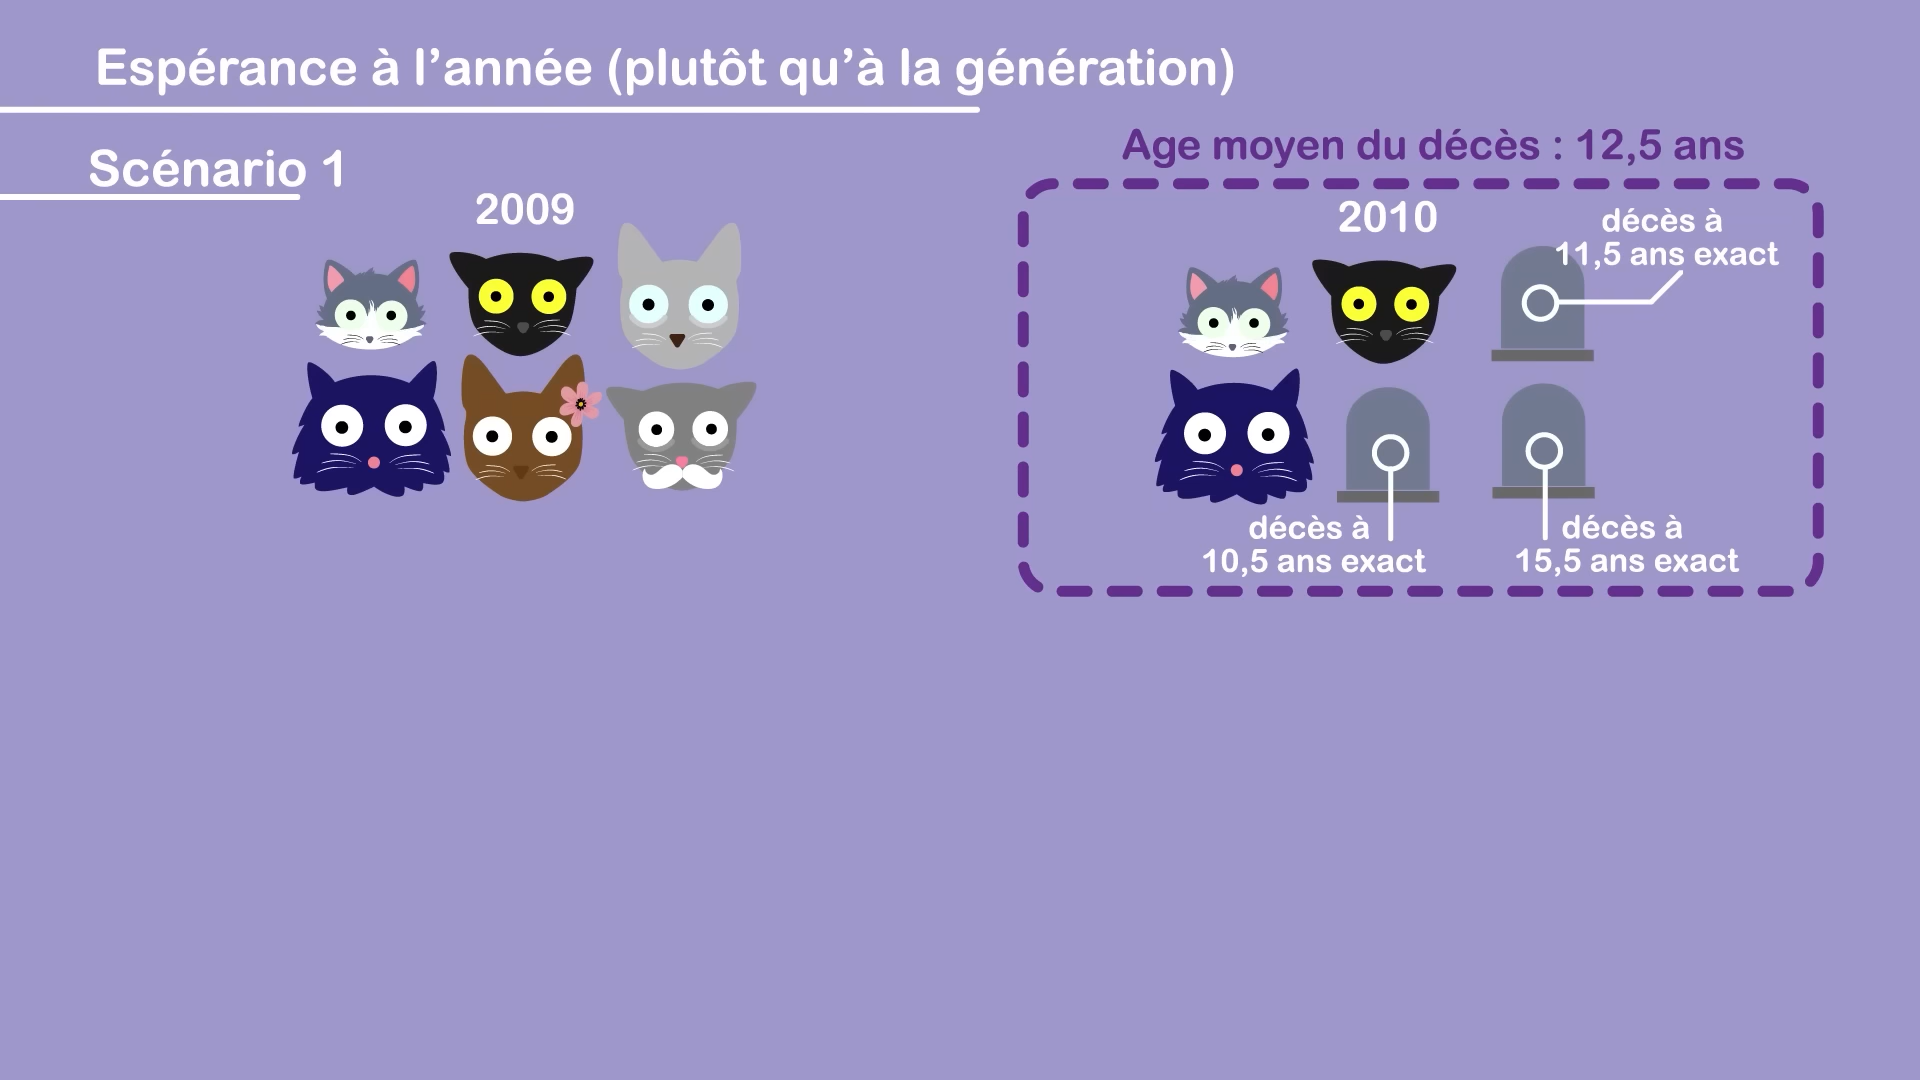 Espérance à l’année (plutôt qu’à la génération)
Scénario 1
2009
Age moyen du décès : 12,5 ans
2010
décès à
11,5 ans exact
décès à
10,5 ans exact
décès à
15,5 ans exact